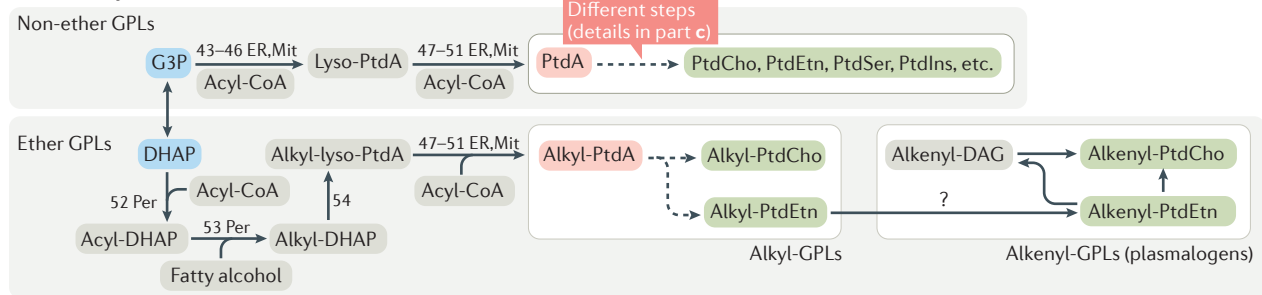 Different steps
(details in part c)
Non-ether GPLs
G3P
43–46 ER,Mit
Acyl-CoA
Lyso-PtdA
47–51 ER,Mit
Acyl-CoA
PtdA
PtdCho, PtdEtn, PtdSer, PtdIns, etc.
Ether GPLs
DHAP
52 Per
Acyl-CoA
Acyl-DHAP
53 Per
Fatty alcohol
Alkyl-DHAP
54
Alkyl-lyso-PtdA
47–51 ER,Mit
Acyl-CoA
Alkyl-PtdA
Alkyl-PtdCho
Alkyl-PtdEtn
Alkyl-GPLs
?
Alkenyl-DAG
Alkenyl-PtdCho
Alkenyl-PtdEtn
Alkenyl-GPLs (plasmalogens)